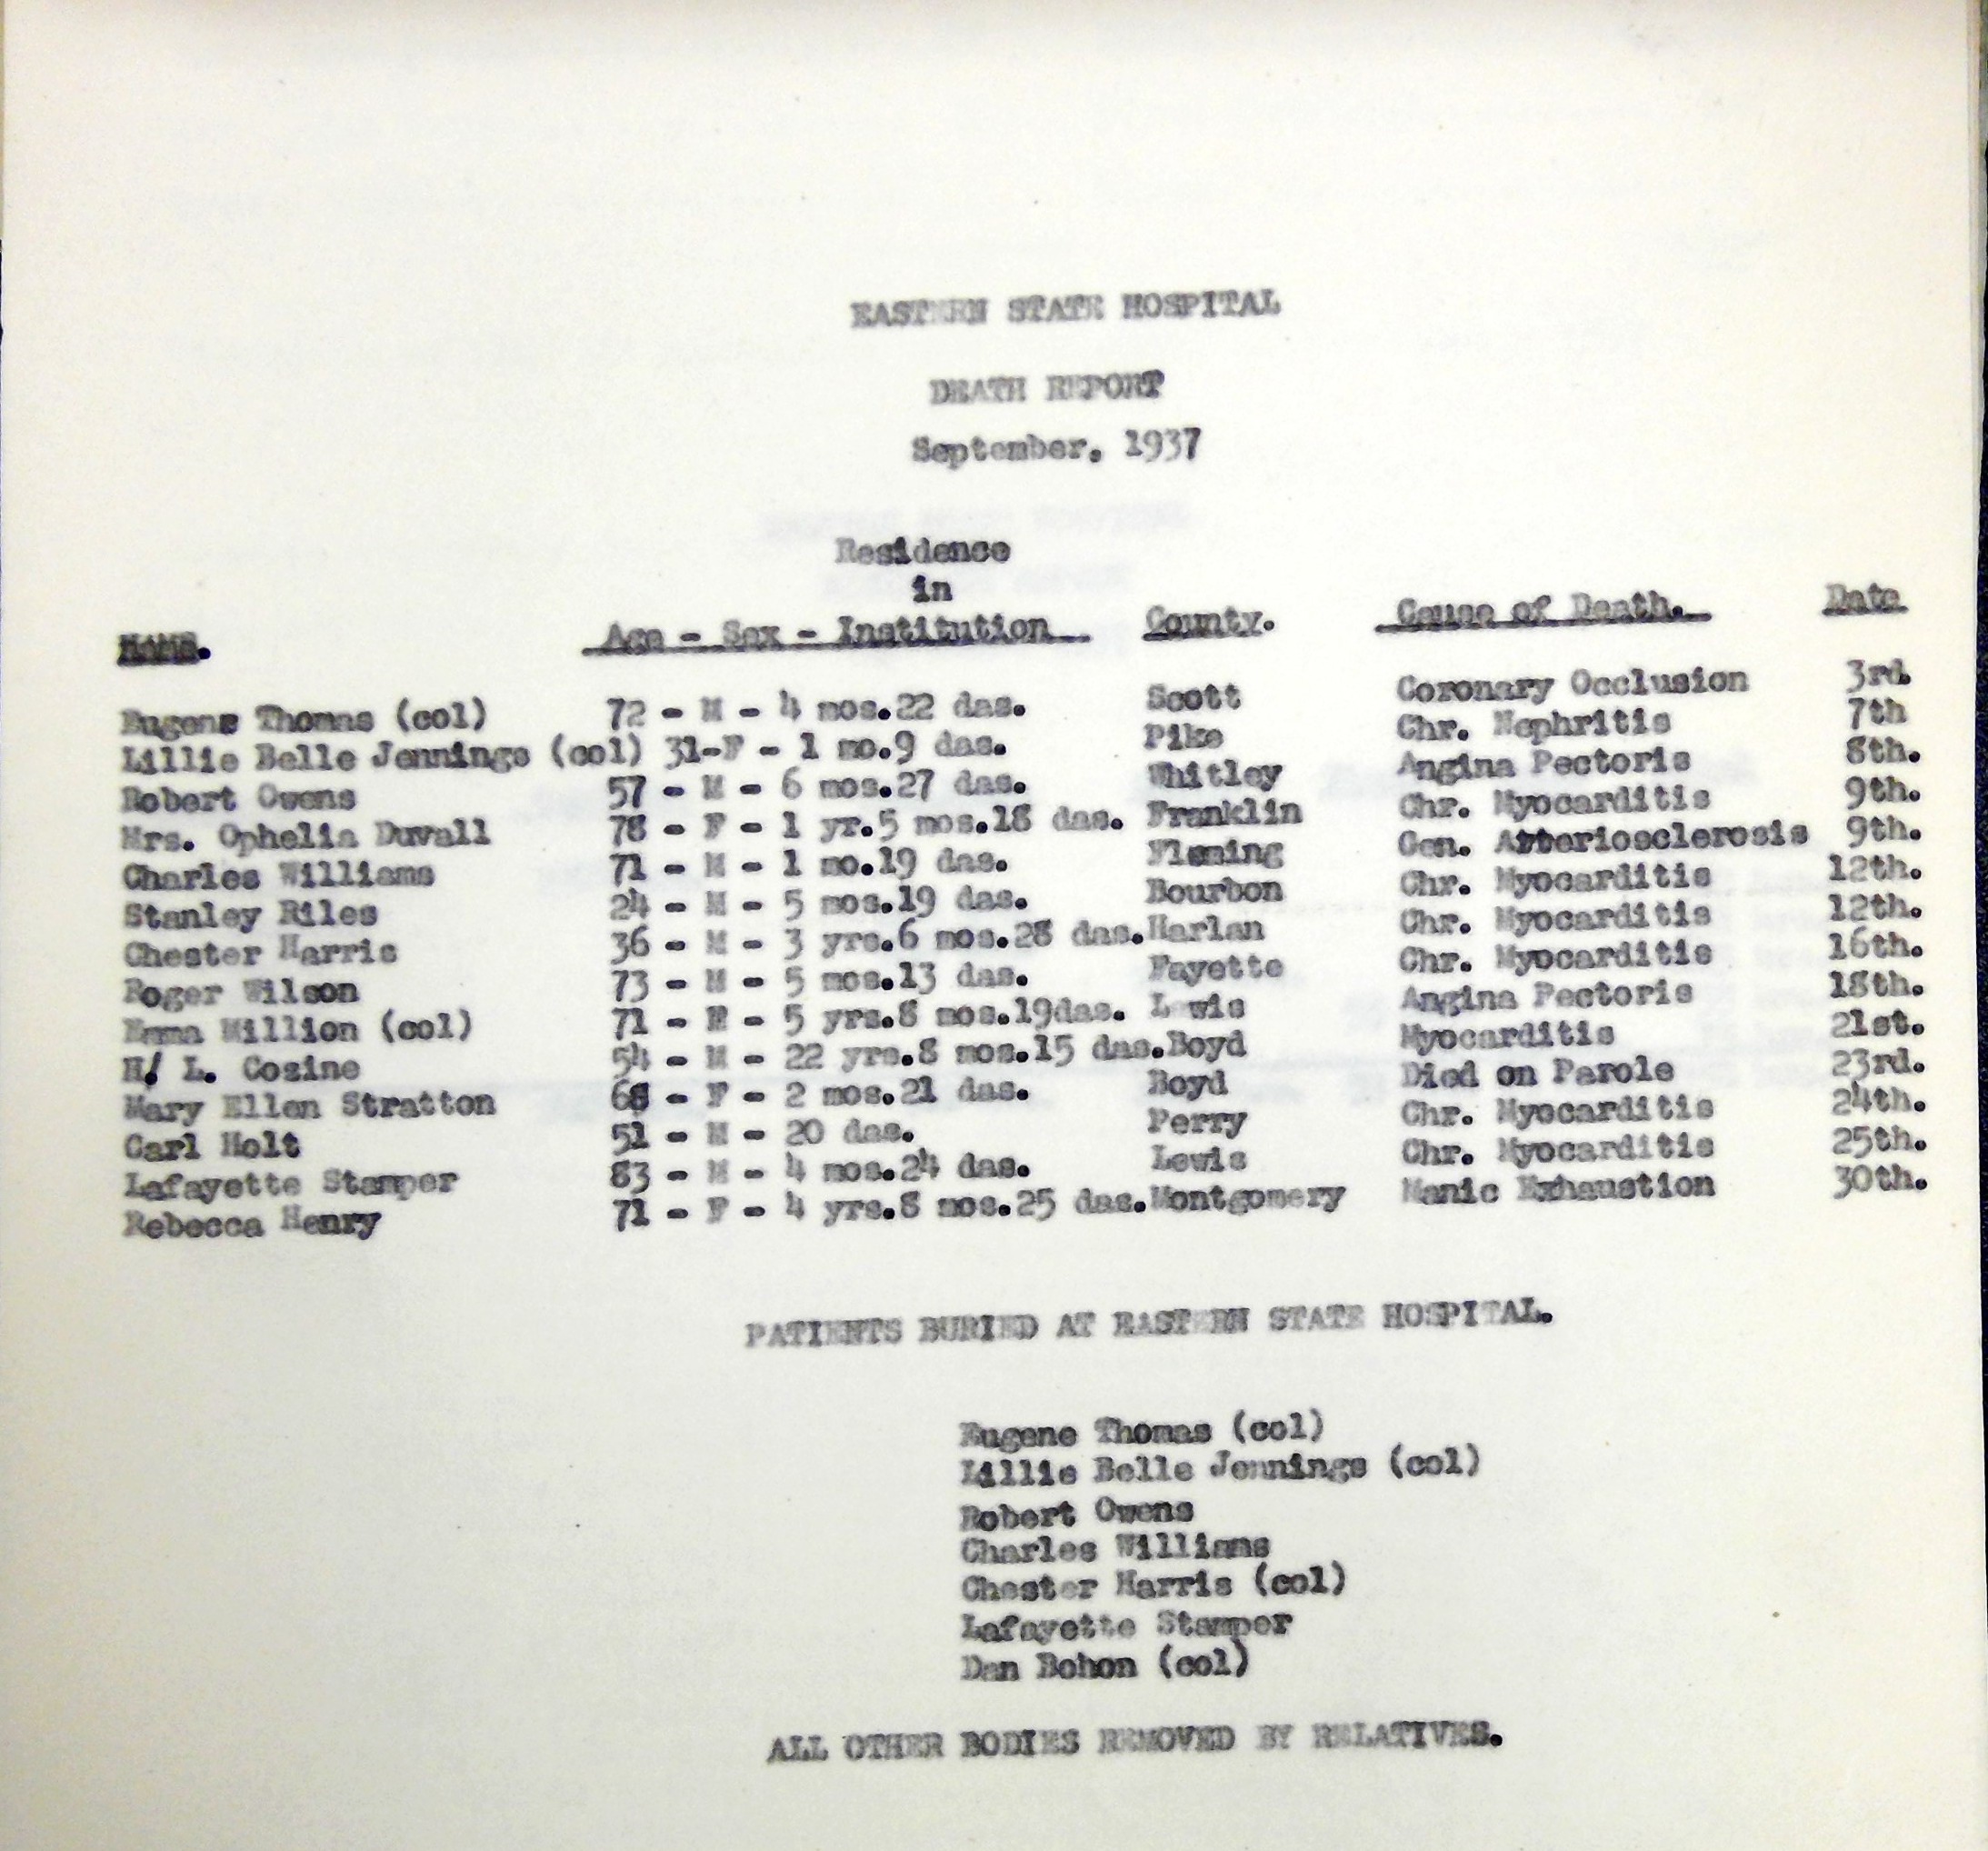 EASTERN STATE HOSPITAL
DEATH REPORT
September, 1937
Residence
in
NAME. Age - Sex - Institution County. Cause of Death. Date
Eugene Thomas (col) 72 - M - 4 mos.22 das. Scott Coronary Occlusion 3rd.
Lillie Belle Jennings (col) 31-F - 1 mo.9 das. Pike Chr. Nephritis 7th
Robert Owens 57 - M - 6 mos.27 das. Whitley Angina Pectoris 8th.
Mrs. Ophelia Duvall 78 - F - 1 yr.5 mos.18 das. Franklin Chr. Myocarditis 9th.
Charles Williams 71 - M - 1 mo.19 das. Fleming Gen. Arteriosclerosis 9th.
Stanley Riles 24 - M - 5 mos.19 das. Bourbon Chr. Myocarditis 12th.
Chester Harris 36 - M - 3 yrs.6 mos.28 das. Harlan Chr. Myocarditis 12th.
Roger Wilson 73 - M - 5 mos.13 das. Fayette Chr. Myocarditis 16th.
Emma Million (col) 71 - - 5 yrs.8 mos.19das. Lewis Angina Pectoris 18th.
H/ L. Cozine 54 - M - 22 yrs.8 mos.15 das.Boyd Myocarditis 21st.
Mary Ellen Stratton 68 - F - 2 mos.21 das. Boyd Died on Parole 23rd.
Carl Holt 51 - M - 20 das. Perry Chr. Myocarditis 24th.
Lafayette Stamper 83 - M - 4 mos.24 das. Lewis Chr. Myocarditis 25th.
Rebecca Henry 71 - F - 4 yrs.8 mos.25 das.Montgomery Manic Exhaustion 30th.
PATIENTS BURIED AT EASTERN STATE HOSPITAL.
Eugene Thomas (col)
Lillie Belle Jennings (col)
Robert Owens
Charles Williams
Chester Harris (col)
Lafayette Stamper
Dan Bohon (col)
ALL OTHER BODIES REMOVED BY RELATIVES.